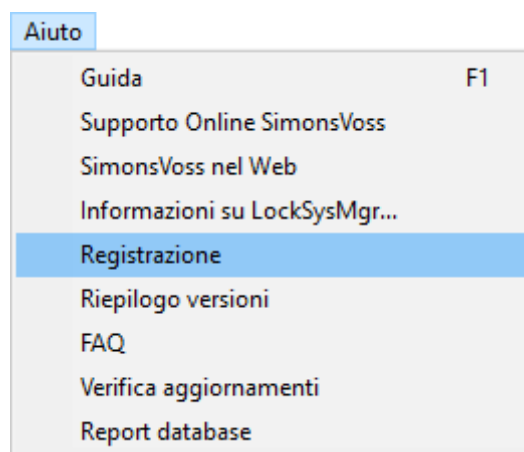 Aiuto
Guida F1
Supporto Online SimonsVoss
SimonsVoss nel Web
Informazioni su LockSysMgr...
Registrazione
Riepilogo versioni
FAQ
Verifica aggiornamenti
Report database